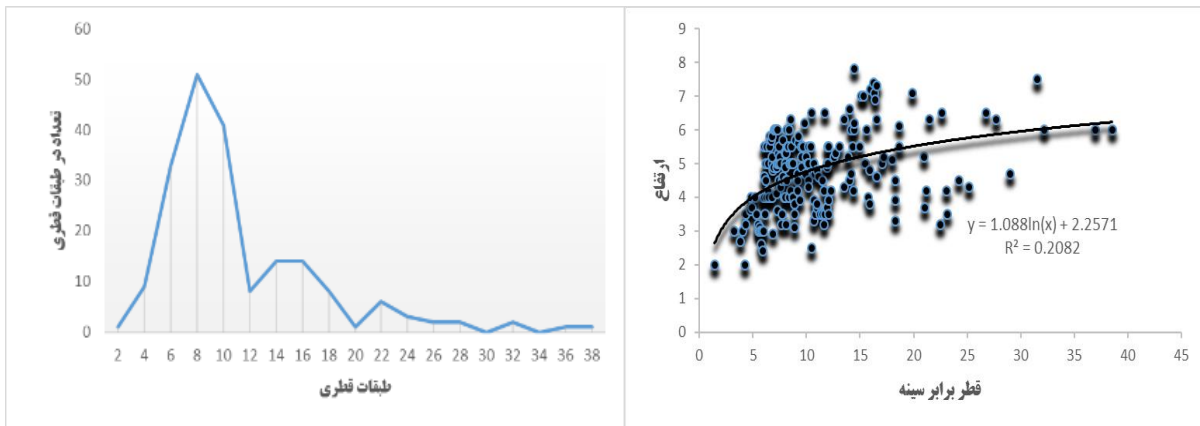 60
50
40
30
20
10
0
2 4 6 8 10 12 14 16 18 20 22 24 26 28 30 32 34 36 38
تعداد در طبقات قطری
طبقات قطری
9
8
7
6
5
4
3
2
1
0
0 5 10 15 20 25 30 35 40 45
ارتفاع
قطر برابر سینه
y = 1.088ln(x) + 2.2571
R² = 0.2082